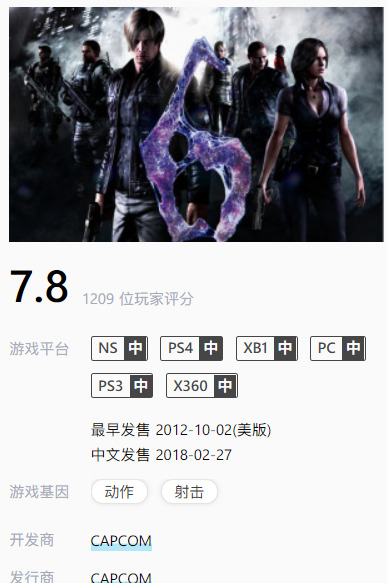 6
7.8 1209 位玩家评分
游戏平台 NS 中 PS4 中 XB1 中 PC 中
PS3 中 X360 中
最早发售 2012-10-02(美版)
中文发售 2018-02-27
游戏基因 动作 射击
开发商 CAPCOM
发行商 CAPCOM